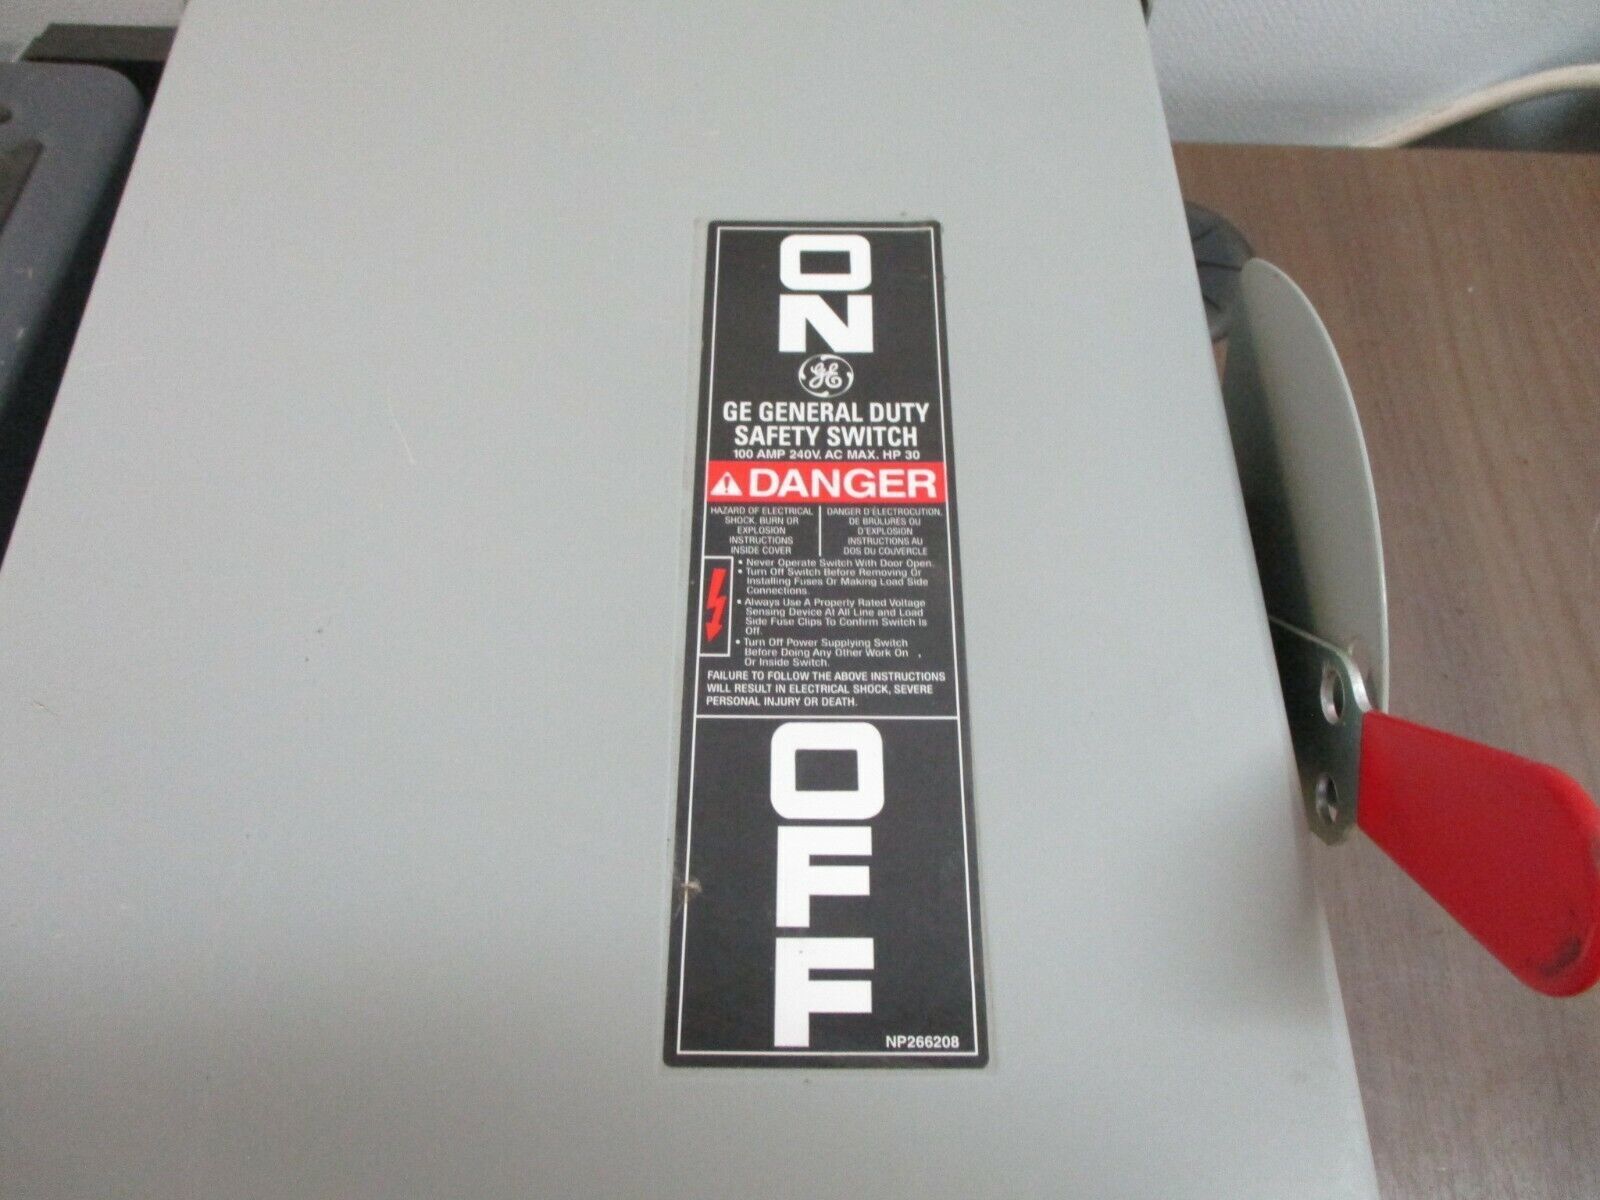 O
N
GE
GE GENERAL DUTY
SAFETY SWITCH
100 AMP 240V. AC MAX. HP 30
DANGER
HAZARD OF ELECTRICAL
SHOCK, BURN OR
EXPLOSION
INSTRUCTIONS
INSIDE COVER
DANGER D'ÉLECTROCUTION,
DE BRÛLURES OU
D'EXPLOSION
INSTRUCTIONS AU
DOS DU COUVERCLE
• Never Operate Switch With Door Open.
• Turn Off Switch Before Removing Or
Installing Fuses Or Making Load Side
Connections.
• Always Use A Properly Rated Voltage
Sensing Device At All Line and Load
Side Fuse Clips To Confirm Switch Is
Off.
• Turn Off Power Supplying Switch
Before Doing Any Other Work On
Or Inside Switch.
FAILURE TO FOLLOW THE ABOVE INSTRUCTIONS
WILL RESULT IN ELECTRICAL SHOCK, SEVERE
PERSONAL INJURY OR DEATH.
O
F
F
NP266208